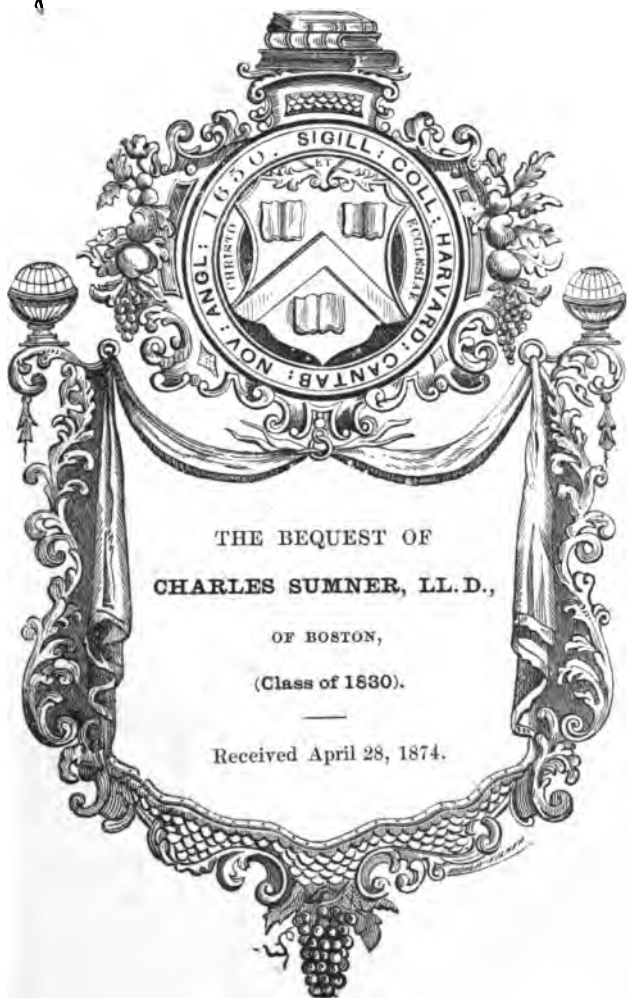 SIGILL: COLL: HARVARD: CANTAB: NOV: ANGL: 1650.
ET
CHRISTO
ECCLESIAE
THE BEQUEST OF
CHARLES SUMNER, LL.D.,
OF BOSTON,
(Class of 1830).
Received April 28, 1874.